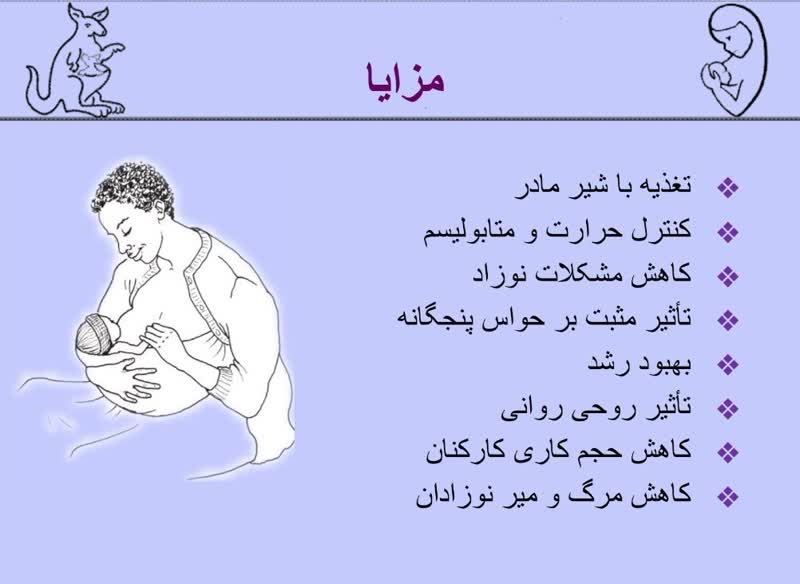 مزایا
تغذیه با شیر مادر
کنترل حرارت و متابولیسم
کاهش مشکلات نوزاد
تأثیر مثبت بر حواس پنجگانه
بهبود رشد
تأثیر روحی روانی
کاهش حجم کاری کارکنان
کاهش مرگ و میر نوزادان